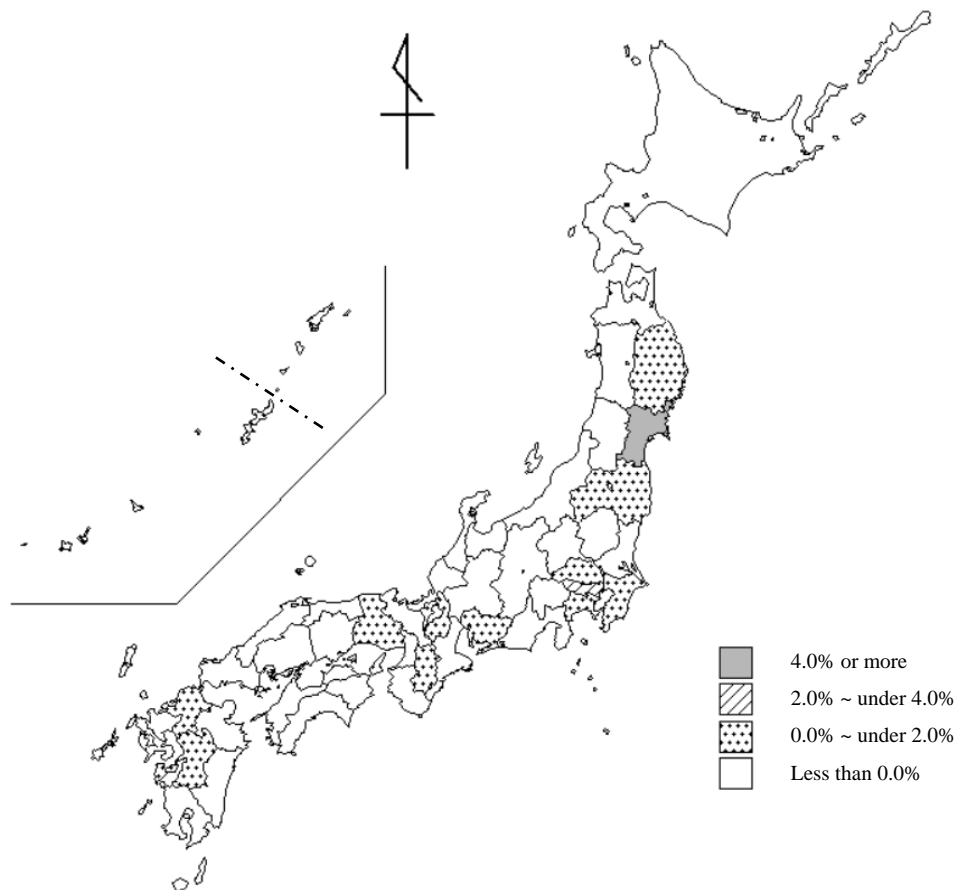 4.0% or more
2.0% ~ under 4.0%
0.0% ~ under 2.0%
Less than 0.0%